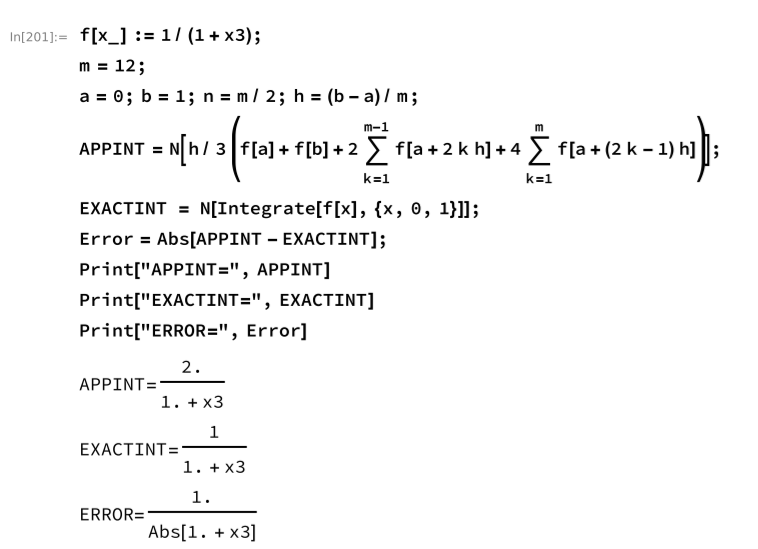 In[201]:= f[x_] := 1 / (1 + x3);
m = 12;
a = 0; b = 1; n = m / 2; h = (b - a) / m;
APPINT = N[h / 3 (f[a] + f[b] + 2 ∑_{k=1}^{m-1} f[a + 2 k h] + 4 ∑_{k=1}^{m} f[a + (2 k - 1) h])];
EXACTINT = N[Integrate[f[x], {x, 0, 1}]];
Error = Abs[APPINT - EXACTINT];
Print["APPINT=", APPINT]
Print["EXACTINT=", EXACTINT]
Print["ERROR=", Error]
APPINT= 2. / (1. + x3)
EXACTINT= 1 / (1. + x3)
ERROR= 1. / Abs[1. + x3]